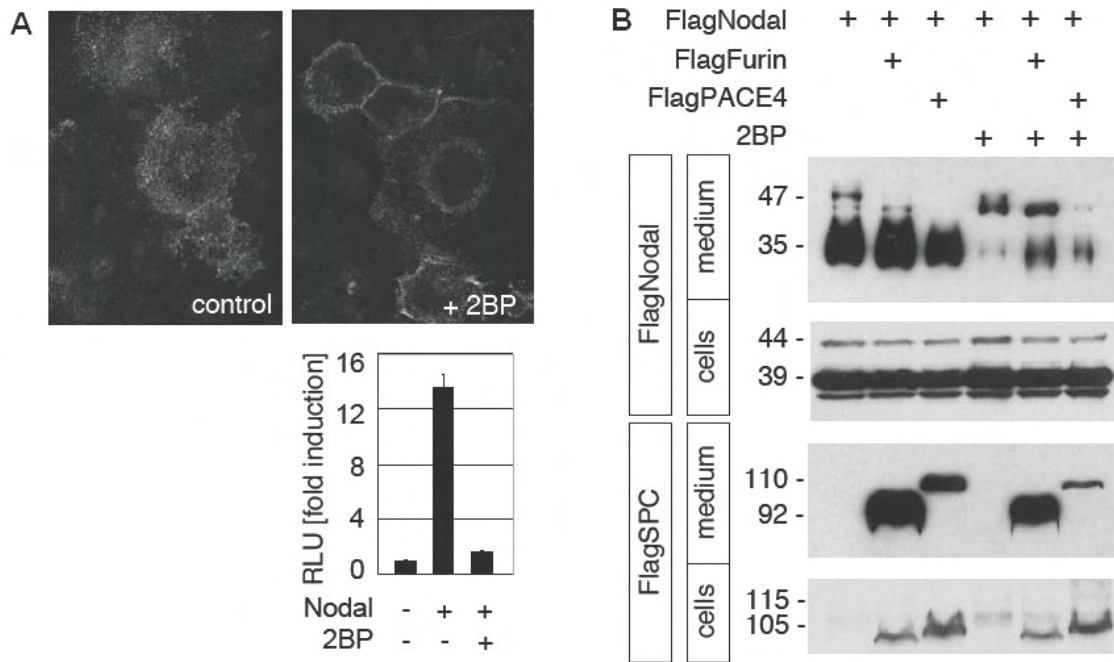 A
control
+ 2BP
16
12
8
4
0
RLU [fold induction]
Nodal - + +
2BP - - +
B
FlagNodal + + + + + +
FlagFurin + +
FlagPACE4 + +
2BP + + +
FlagNodal
medium
47 -
35 -
cells
44 -
39 -
FlagSPC
medium
110 -
92 -
cells
115 -
105 -